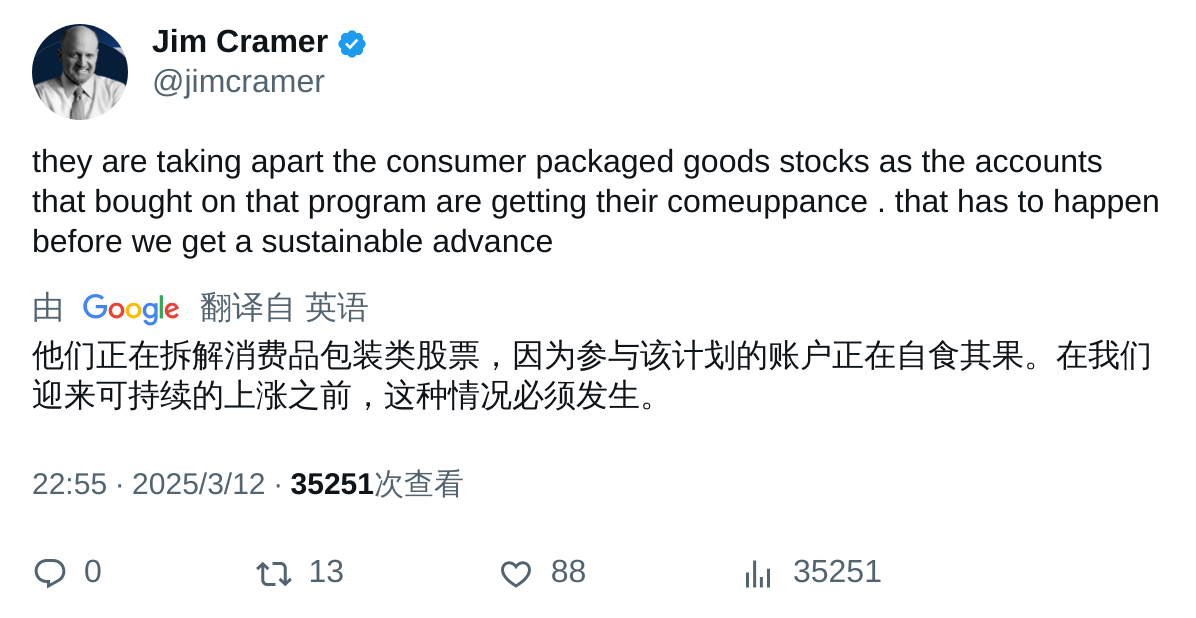 Jim Cramer
@jimcramer
they are taking apart the consumer packaged goods stocks as the accounts
that bought on that program are getting their comeuppance . that has to happen
before we get a sustainable advance
由 Google 翻译自 英语
他们正在拆解消费品包装类股票，因为参与该计划的账户正在自食其果。在我们
迎来可持续的上涨之前，这种情况必须发生。
22:55 · 2025/3/12 · 35251次查看
0 13 88 35251